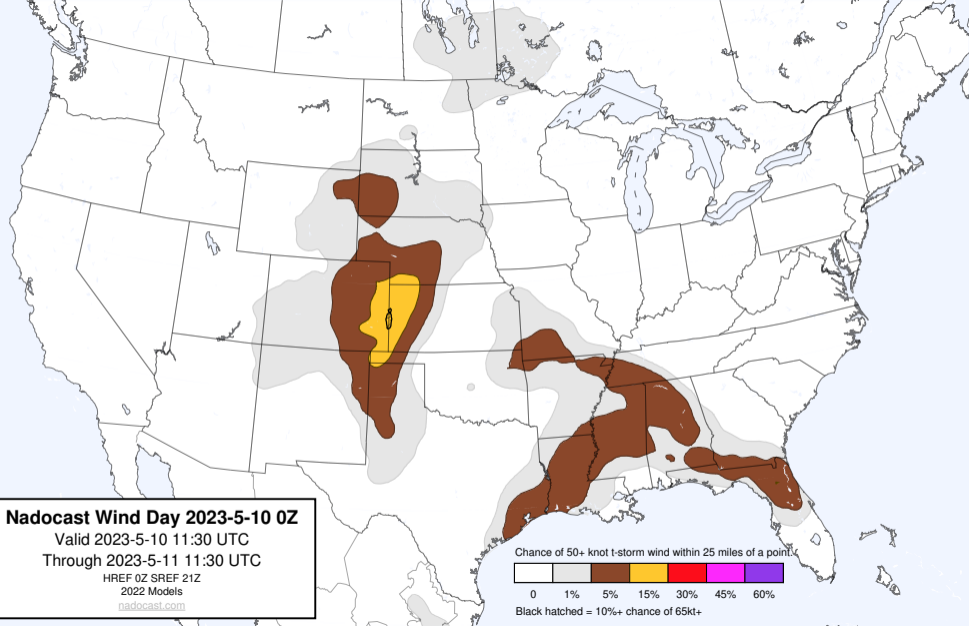 Nadocast Wind Day 2023-5-10 0Z
Valid 2023-5-10 11:30 UTC
Through 2023-5-11 11:30 UTC
HREF 0Z SREF 21Z
2022 Models
nadocast.com
Chance of 50+ knot t-storm wind within 25 miles of a point.
0 1% 5% 15% 30% 45% 60%
Black hatched = 10%+ chance of 65kt+